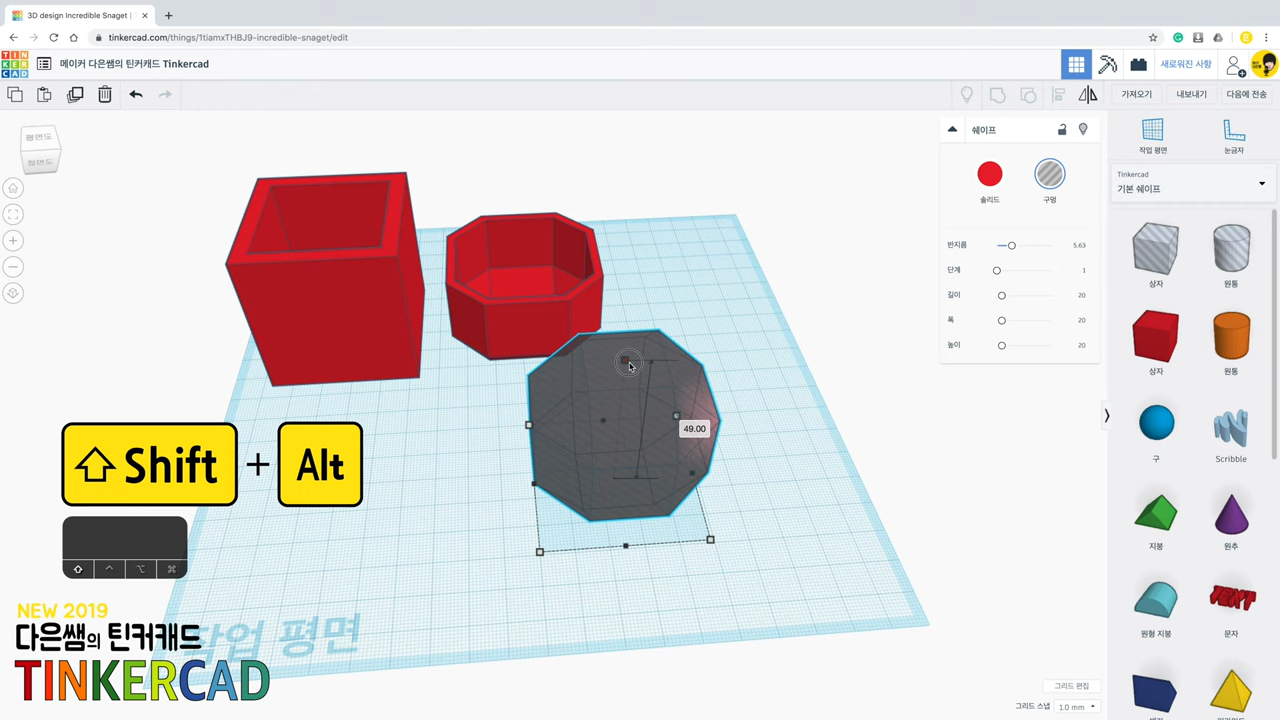 3D design Incredible Snaget |
tinkercad.com/things/1tiamxTHBJ9-incredible-snaget/edit
TIN
KER
CAD
메이커 다은쌤의 틴커캐드 Tinkercad
새로워진 사항
가져오기
내보내기
다음에 전송
평면도
쉐이프
솔리드
구멍
반지름
5.63
단계
1
길이
20
폭
20
높이
20
작업 평면
눈금자
Tinkercad
기본 쉐이프
상자
원통
상자
원통
구
Scribble
지붕
원추
원형 지붕
TEXT
문자
49.00
Shift + Alt
NEW 2019
다은쌤의 틴커캐드
TINKERCAD
작업 평면
그리드 편집
그리드 스냅
1.0 mm